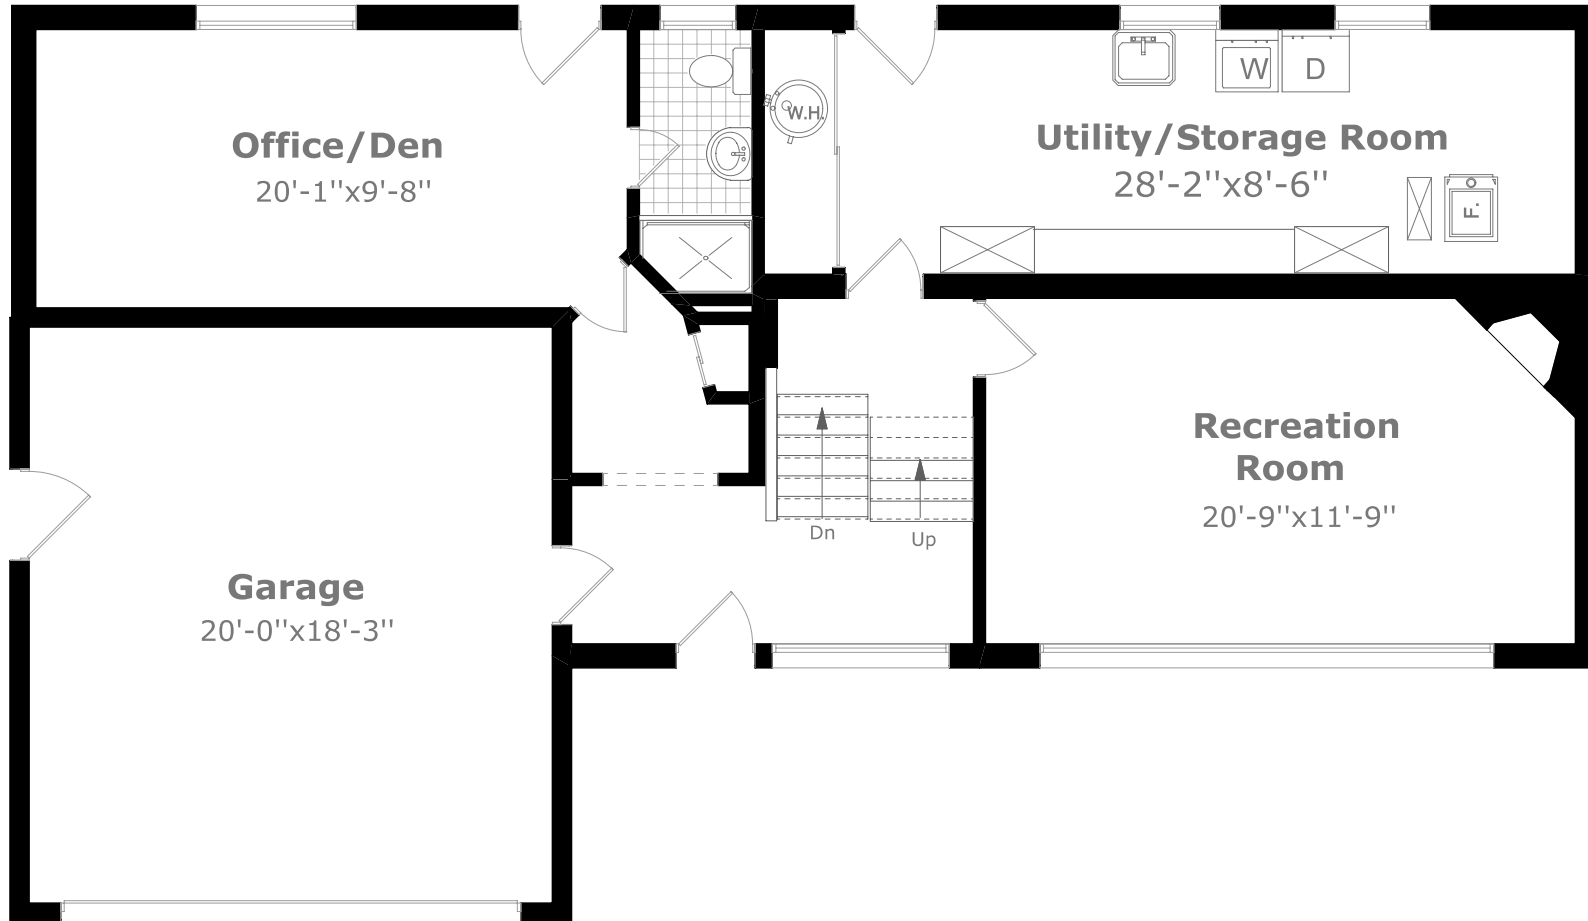 Office/Den
20'-1''x9'-8''
W.H.
W
D
Utility/Storage Room
28'-2''x8'-6''
F.
Recreation
Room
20'-9''x11'-9''
Dn
Up
Garage
20'-0''x18'-3''